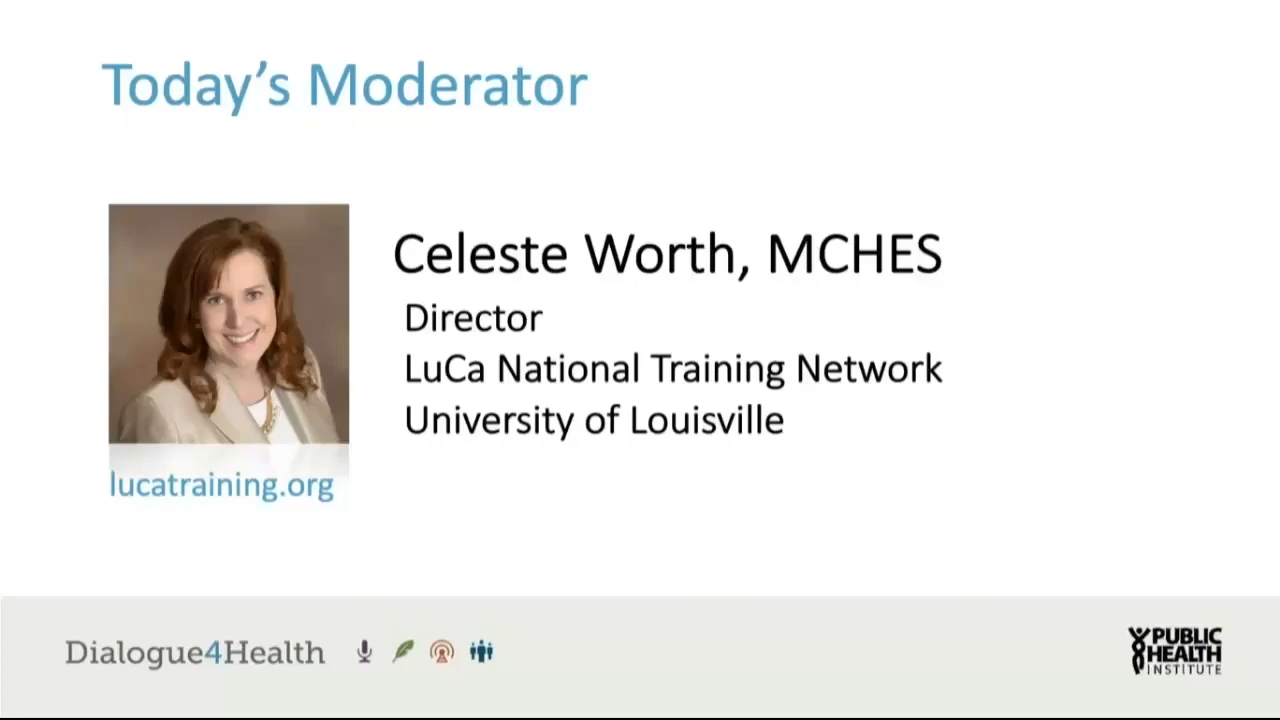 Today's Moderator
Celeste Worth, MCHES
Director
LuCa National Training Network
University of Louisville
lucatraining.org
Dialogue4Health
PUBLIC
HEALTH
INSTITUTE